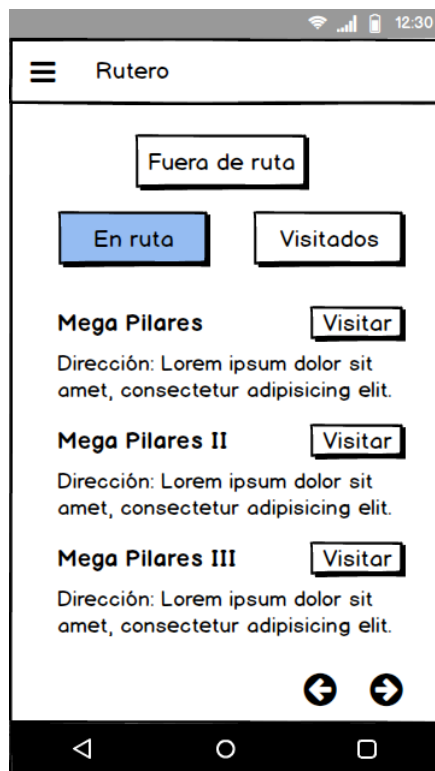 12:30
Rutero
Fuera de ruta
En ruta
Visitados
Mega Pilares
Visitar
Dirección: Lorem ipsum dolor sit
amet, consectetur adipisicing elit.
Mega Pilares II
Visitar
Dirección: Lorem ipsum dolor sit
amet, consectetur adipisicing elit.
Mega Pilares III
Visitar
Dirección: Lorem ipsum dolor sit
amet, consectetur adipisicing elit.